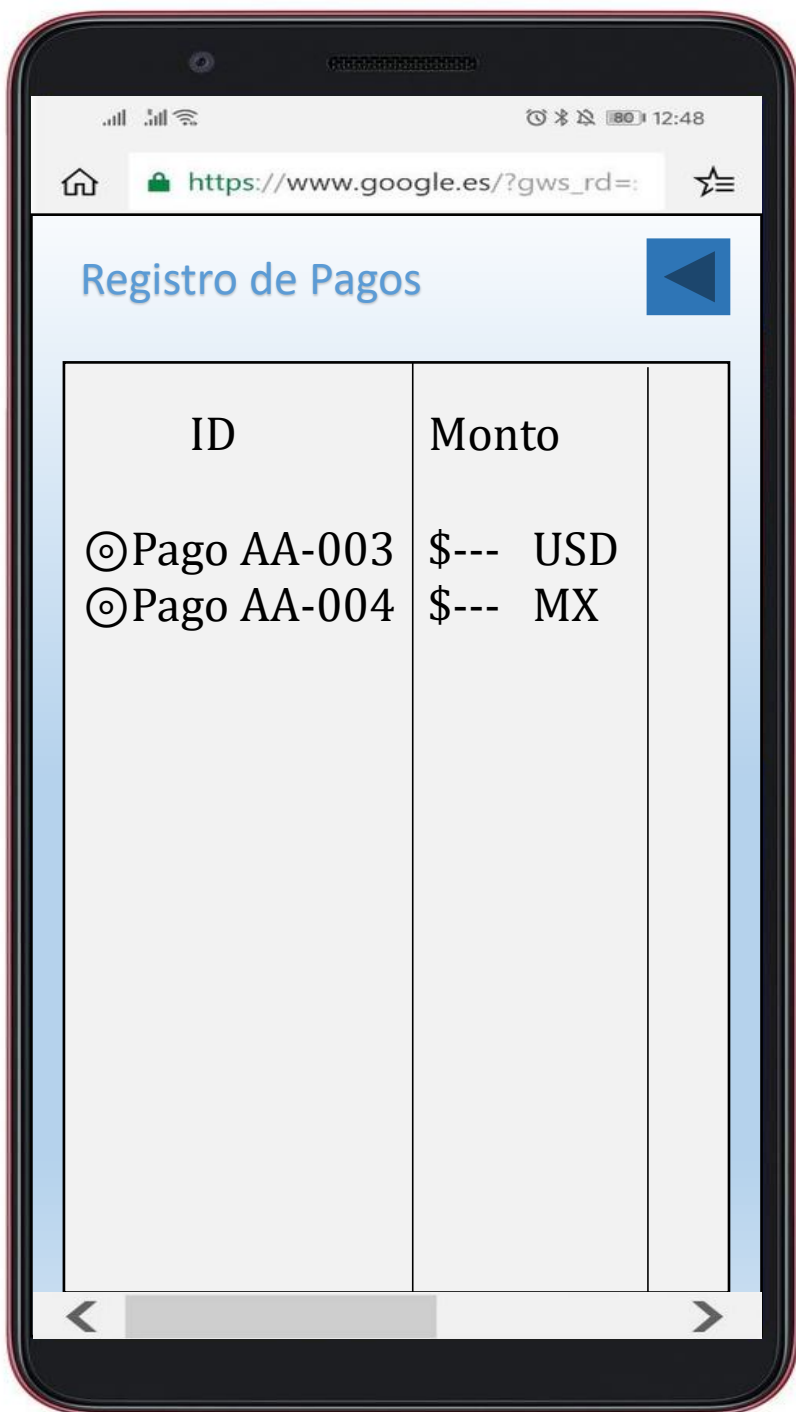 80 12:48
https://www.google.es/?gws_rd=:
Registro de Pagos
ID Monto
◎Pago AA-003 $--- USD
◎Pago AA-004 $--- MX